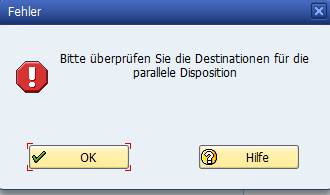 Fehler
Bitte überprüfen Sie die Destinationen für die
parallele Disposition
OK
Hilfe